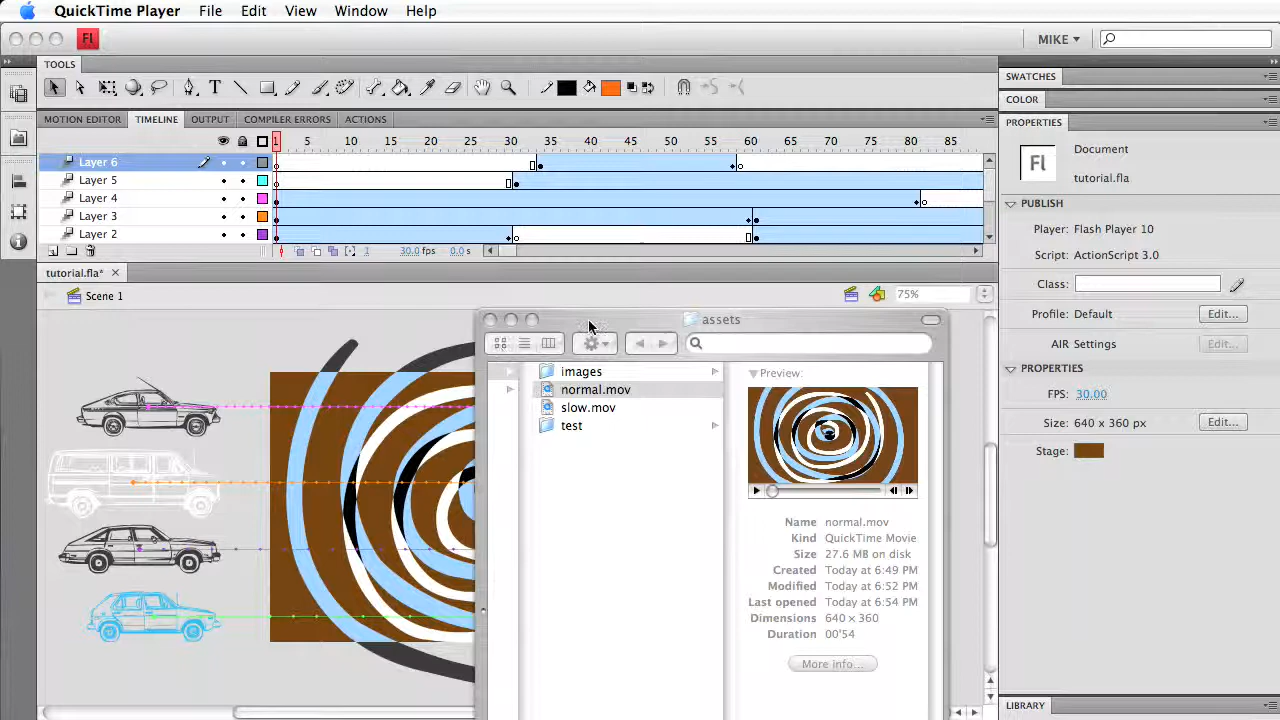 QuickTime Player File Edit View Window Help
Fl MIKE
TOOLS
T
SWATCHES
COLOR
MOTION EDITOR TIMELINE OUTPUT COMPILER ERRORS ACTIONS
PROPERTIES
1 5 10 15 20 25 30 35 40 45 50 55 60 65 70 75 80 85
Layer 6
Layer 5
Layer 4
Layer 3
Layer 2
1 30.0 fps 0.0 s
Fl Document
tutorial.fla
PUBLISH
Player: Flash Player 10
Script: ActionScript 3.0
Class:
Profile: Default Edit...
AIR Settings Edit...
PROPERTIES
FPS: 30.00
Size: 640 x 360 px Edit...
Stage:
LIBRARY
tutorial.fla*
Scene 1 75%
assets
images
normal.mov
slow.mov
test
Preview:
Name normal.mov
Kind QuickTime Movie
Size 27.6 MB on disk
Created Today at 6:49 PM
Modified Today at 6:52 PM
Last opened Today at 6:54 PM
Dimensions 640 × 360
Duration 00'54
More info...